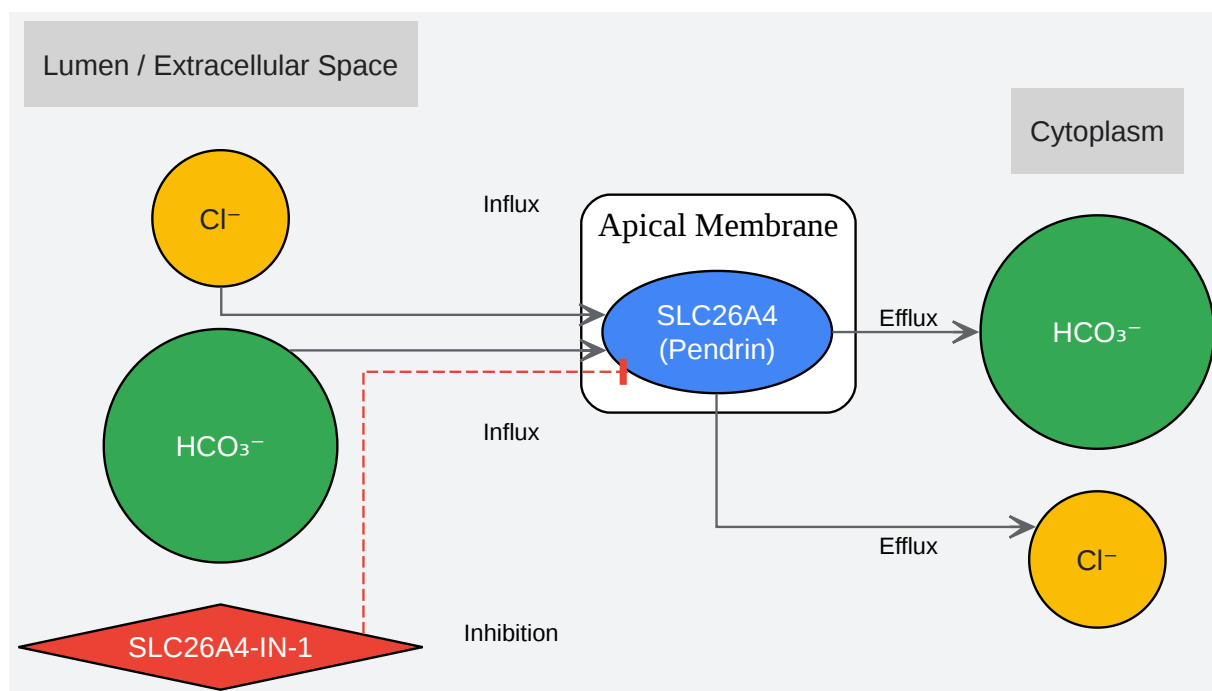 Lumen / Extracellular Space
Cytoplasm
Cl⁻
Influx
Apical Membrane
SLC26A4
(Pendrin)
Efflux
HCO₃⁻
HCO₃⁻
Influx
Efflux
Cl⁻
SLC26A4-IN-1
Inhibition